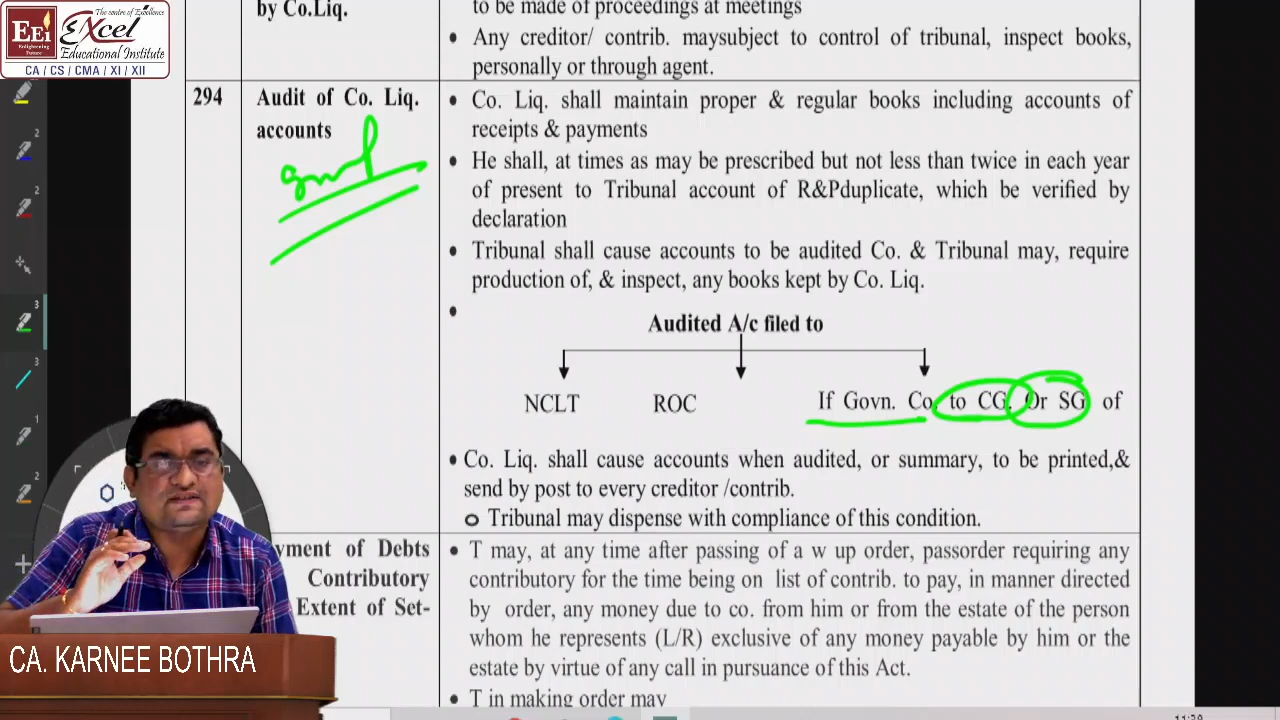 EEi
Enlightening
Future
The centre of Excellence
EXcel
Educational Institute
CA / CS / CMA / XI / XII
by Co.Liq.
to be made of proceedings at meetings
• Any creditor/ contrib. maysubject to control of tribunal, inspect books,
personally or through agent.
294
Audit of Co. Liq.
accounts
• Co. Liq. shall maintain proper & regular books including accounts of
receipts & payments
• He shall, at times as may be prescribed but not less than twice in each year
of present to Tribunal account of R&Pduplicate, which be verified by
declaration
• Tribunal shall cause accounts to be audited Co. & Tribunal may, require
production of, & inspect, any books kept by Co. Liq.
•
Audited A/c filed to
NCLT ROC If Govn. Co to CG. Or SG of
• Co. Liq. shall cause accounts when audited, or summary, to be printed,&
send by post to every creditor /contrib.
o Tribunal may dispense with compliance of this condition.
yment of Debts
Contributory
Extent of Set-
• T may, at any time after passing of a w up order, passorder requiring any
contributory for the time being on list of contrib. to pay, in manner directed
by order, any money due to co. from him or from the estate of the person
whom he represents (L/R) exclusive of any money payable by him or the
estate by virtue of any call in pursuance of this Act.
• T in making order may
CA. KARNEE BOTHRA